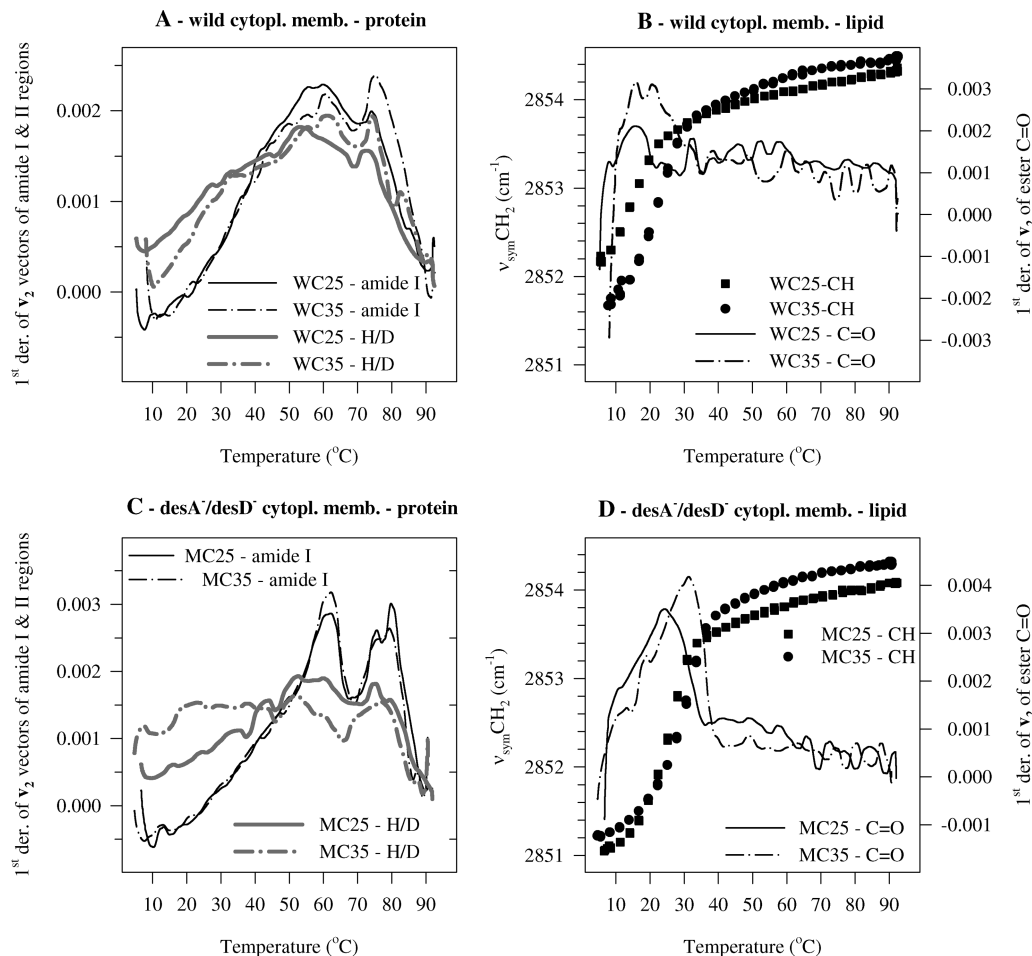 A - wild cytopl. memb. - protein
1st der. of v2 vectors of amide I & II regions
0.002
0.001
0.000
WC25 - amide I
WC35 - amide I
WC25 - H/D
WC35 - H/D
10 20 30 40 50 60 70 80 90
Temperature (°C)
B - wild cytopl. memb. - lipid
νsymCH2 (cm-1)
2854
2853
2852
2851
WC25-CH
WC35-CH
WC25 - C=O
WC35 - C=O
0.003
0.002
0.001
0.000
-0.001
-0.002
-0.003
1st der. of v2 of ester C=O
10 20 30 40 50 60 70 80 90
Temperature (°C)
C - desA-/desD- cytopl. memb. - protein
1st der. of v2 vectors of amide I & II regions
MC25 - amide I
MC35 - amide I
0.003
0.002
0.001
0.000
MC25 - H/D
MC35 - H/D
10 20 30 40 50 60 70 80 90
Temperature (°C)
D - desA-/desD- cytopl. memb. - lipid
νsymCH2 (cm-1)
2854
2853
2852
2851
MC25 - CH
MC35 - CH
MC25 - C=O
MC35 - C=O
0.004
0.003
0.002
0.001
0.000
-0.001
1st der. of v2 of ester C=O
10 20 30 40 50 60 70 80 90
Temperature (°C)